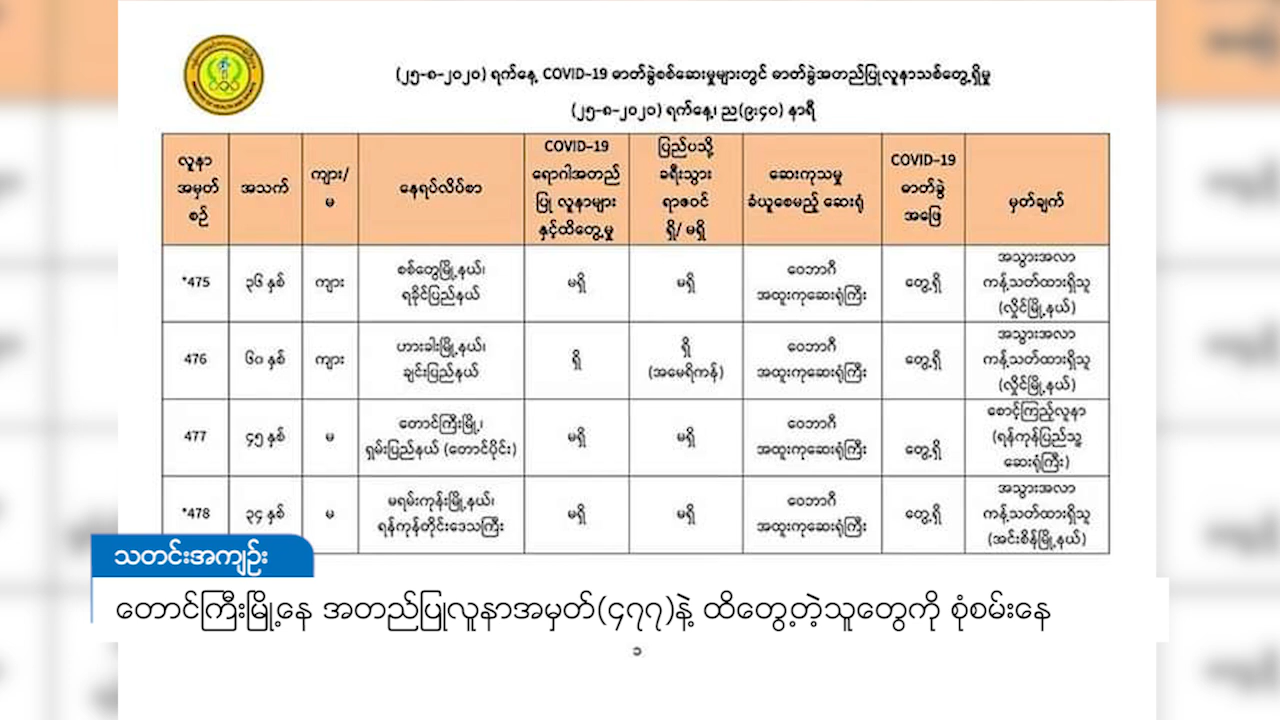 (၂၅-၈-၂၀၂၀) ရက်နေ့ COVID-19 ဓာတ်ခွဲစစ်ဆေးမှုများတွင် ဓာတ်ခွဲအတည်ပြုလူနာသစ်တွေ့ရှိမှု
(၂၅-၈-၂၀၂၀) ရက်နေ့၊ ည(၉:၄၀) နာရီ
လူနာ အမှတ် စဉ်
အသက်
ကျား/ မ
နေရပ်လိပ်စာ
COVID-19 ရောဂါအတည် ပြု လူနာများ နှင့်ထိတွေ့မှု
ပြည်ပသို့ ခရီးသွား ရာဇဝင် ရှိ/ မရှိ
ဆေးကုသမှု ခံယူစေမည့် ဆေးရုံ
COVID-19 ဓာတ်ခွဲ အဖြေ
မှတ်ချက်
*475
၃၆ နှစ်
ကျား
စစ်တွေမြို့နယ်၊ ရခိုင်ပြည်နယ်
မရှိ
မရှိ
ဝေဘာဂီ အထူးကုဆေးရုံကြီး
တွေ့ရှိ
အသွားအလာ ကန့်သတ်ထားရှိသူ (လှိုင်မြို့နယ်)
476
၆၀ နှစ်
ကျား
ဟားခါးမြို့နယ်၊ ချင်းပြည်နယ်
ရှိ
ရှိ (အမေရိကန်)
ဝေဘာဂီ အထူးကုဆေးရုံကြီး
တွေ့ရှိ
အသွားအလာ ကန့်သတ်ထားရှိသူ (လှိုင်မြို့နယ်)
477
၄၅ နှစ်
မ
တောင်ကြီးမြို့၊ ရှမ်းပြည်နယ် (တောင်ပိုင်း)
မရှိ
မရှိ
ဝေဘာဂီ အထူးကုဆေးရုံကြီး
တွေ့ရှိ
စောင့်ကြည့်လူနာ (ရန်ကုန်ပြည်သူ့ ဆေးရုံကြီး)
*478
၃၄ နှစ်
မ
မရမ်းကုန်းမြို့နယ်၊ ရန်ကုန်တိုင်းဒေသကြီး
မရှိ
မရှိ
ဝေဘာဂီ အထူးကုဆေးရုံကြီး
တွေ့ရှိ
အသွားအလာ ကန့်သတ်ထားရှိသူ (အင်းစိန်မြို့နယ်)
သတင်းအကျဉ်း
တောင်ကြီးမြို့နေ အတည်ပြုလူနာအမှတ်(၄၇၇)နဲ့ ထိတွေ့တဲ့သူတွေကို စုံစမ်းနေ
၁